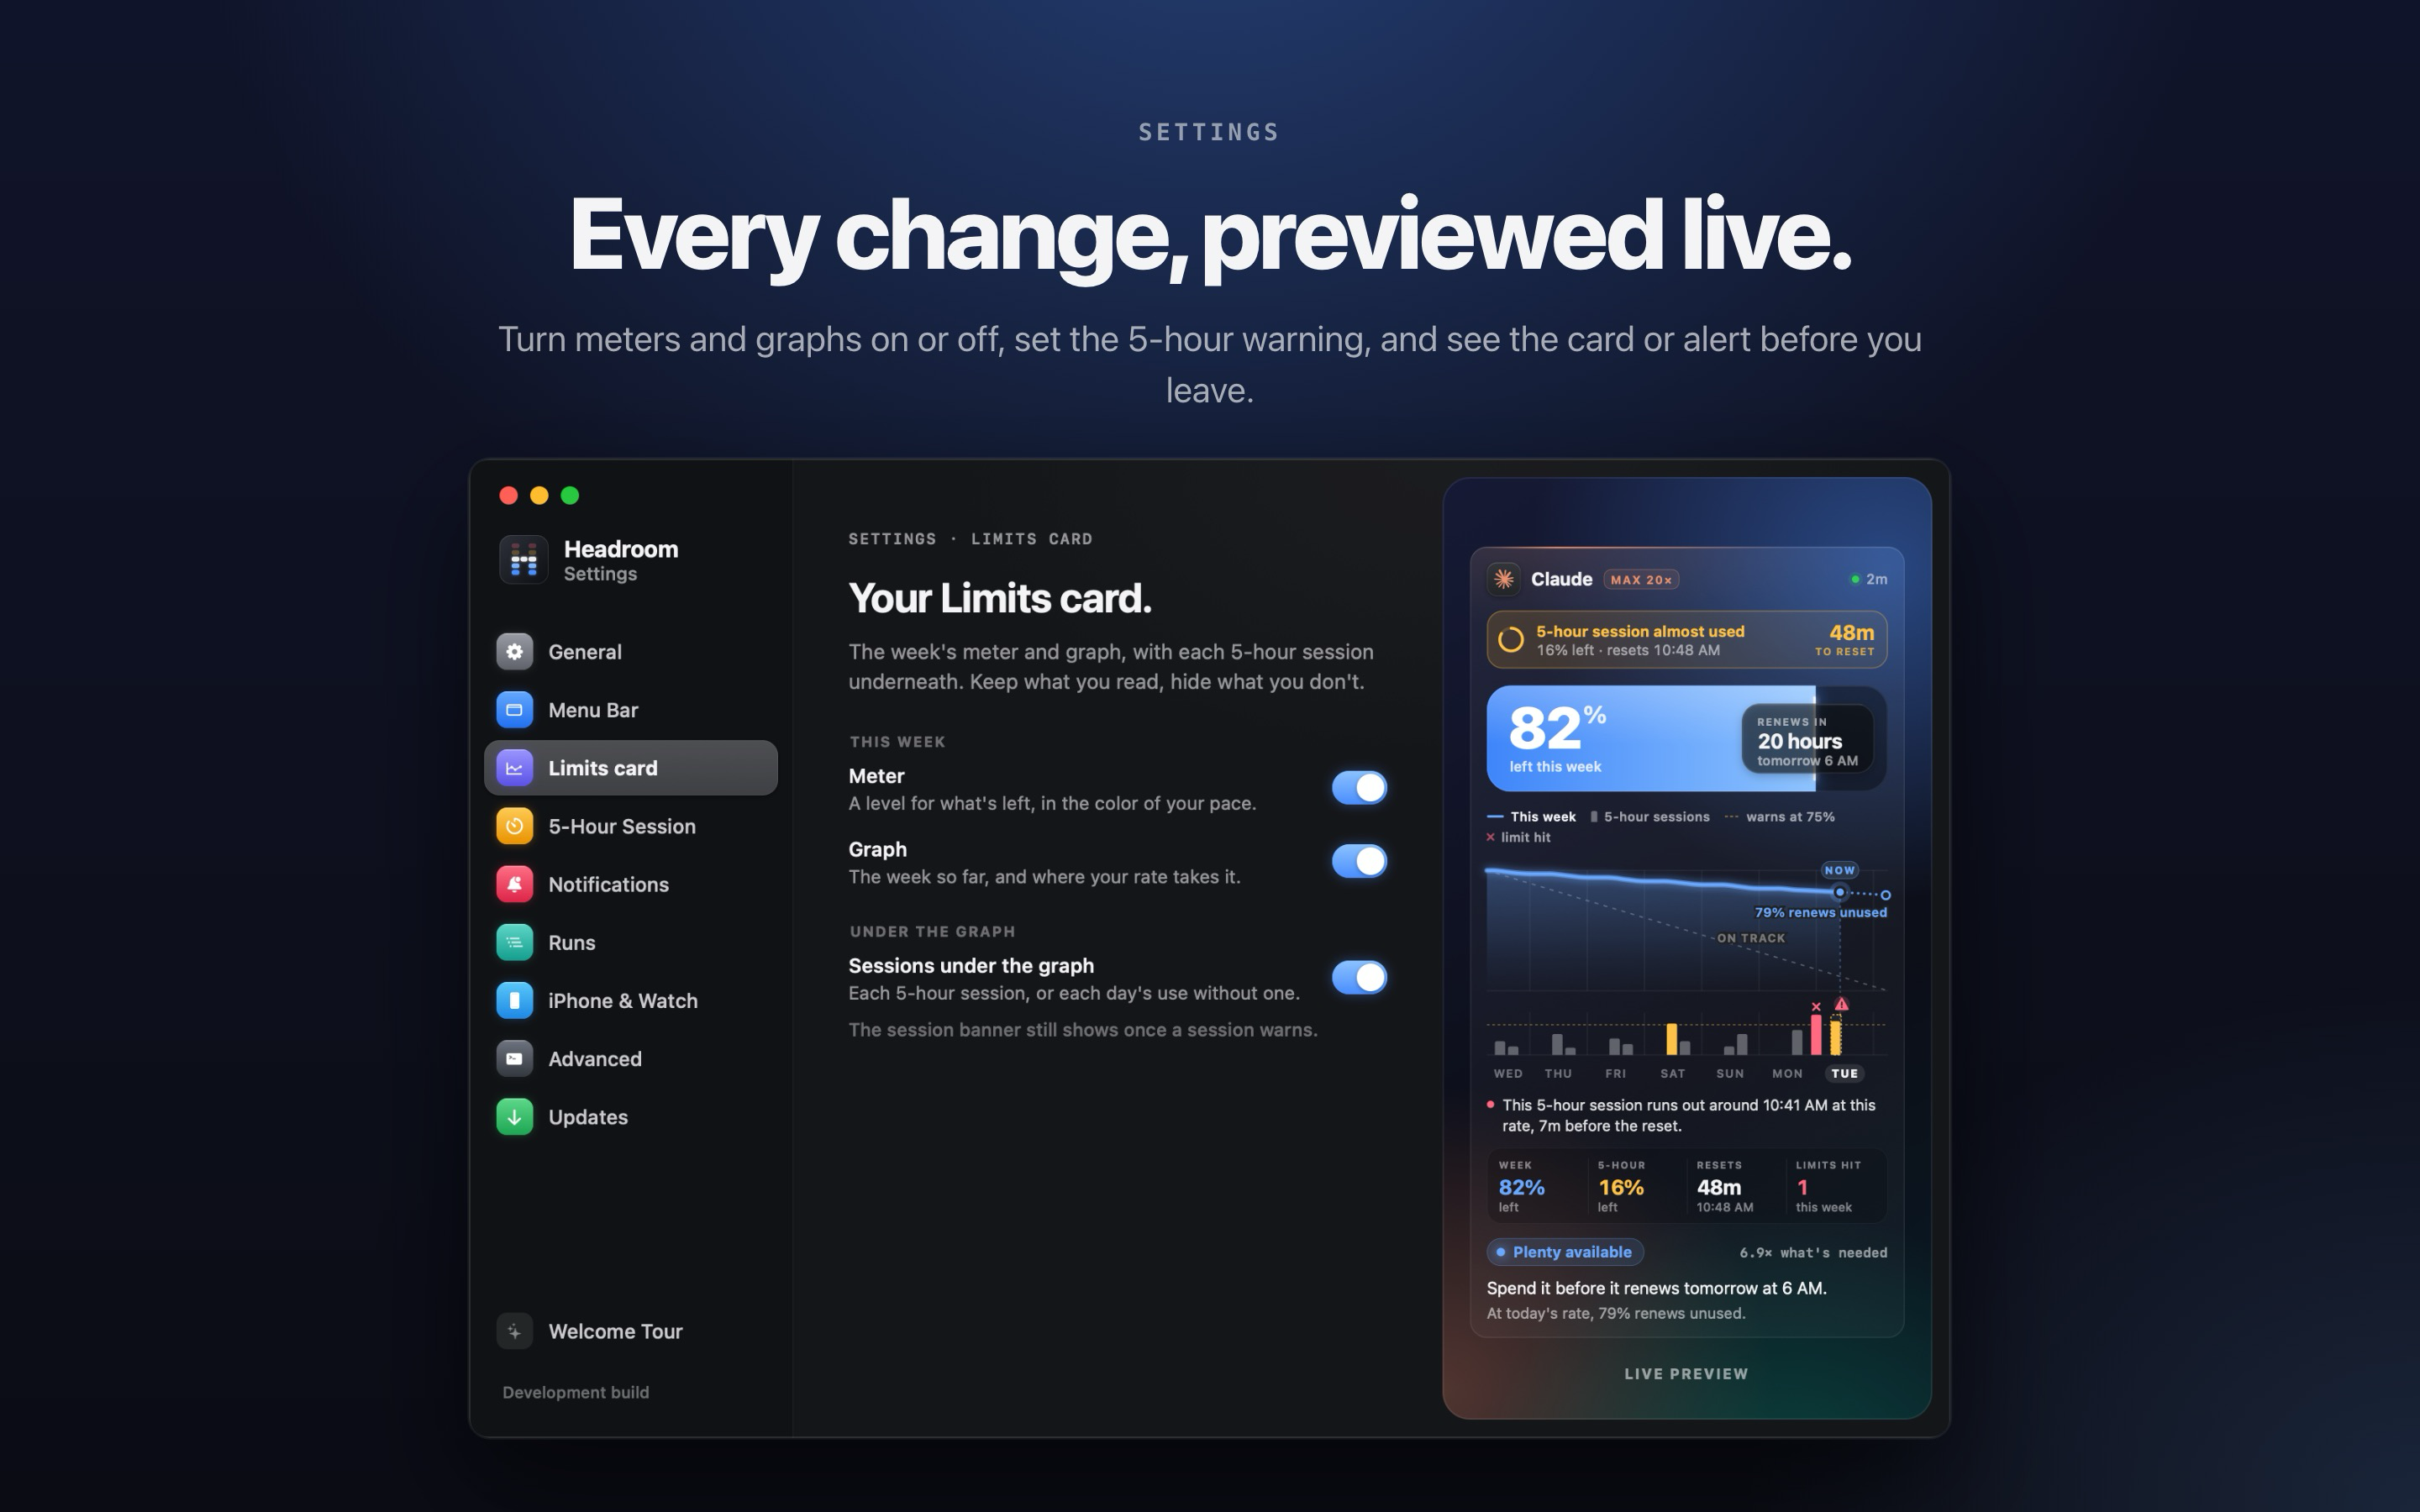 SETTINGS
Every change, previewed live.
Turn meters and graphs on or off, set the 5-hour warning, and see the card or alert before you
leave.
Headroom
Settings
General
Menu Bar
Limits card
5-Hour Session
Notifications
Runs
iPhone & Watch
Advanced
Updates
Welcome Tour
Development build
SETTINGS · LIMITS CARD
Your Limits card.
The week's meter and graph, with each 5-hour session
underneath. Keep what you read, hide what you don't.
THIS WEEK
Meter
A level for what's left, in the color of your pace.
Graph
The week so far, and where your rate takes it.
UNDER THE GRAPH
Sessions under the graph
Each 5-hour session, or each day's use without one.
The session banner still shows once a session warns.
Claude MAX 20× 2m
5-hour session almost used 48m
16% left · resets 10:48 AM TO RESET
82%
left this week
RENEWS IN
20 hours
tomorrow 6 AM
This week 5-hour sessions warns at 75%
× limit hit
NOW
79% renews unused
ON TRACK
WED THU FRI SAT SUN MON TUE
This 5-hour session runs out around 10:41 AM at this
rate, 7m before the reset.
WEEK 5-HOUR RESETS LIMITS HIT
82% 16% 48m 1
left left 10:48 AM this week
Plenty available 6.9× what's needed
Spend it before it renews tomorrow at 6 AM.
At today's rate, 79% renews unused.
LIVE PREVIEW